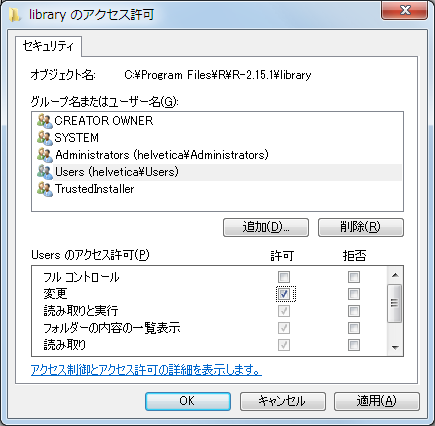 library のアクセス許可
セキュリティ
オブジェクト名: C:¥Program Files¥R¥R-2.15.1¥library
グループ名またはユーザー名(G):
CREATOR OWNER
SYSTEM
Administrators (helvetica¥Administrators)
Users (helvetica¥Users)
TrustedInstaller
追加(D)... 削除(R)
Users のアクセス許可(P) 許可 拒否
フル コントロール
変更
読み取りと実行
フォルダーの内容の一覧表示
読み取り
アクセス制御とアクセス許可の詳細を表示します。
OK キャンセル 適用(A)